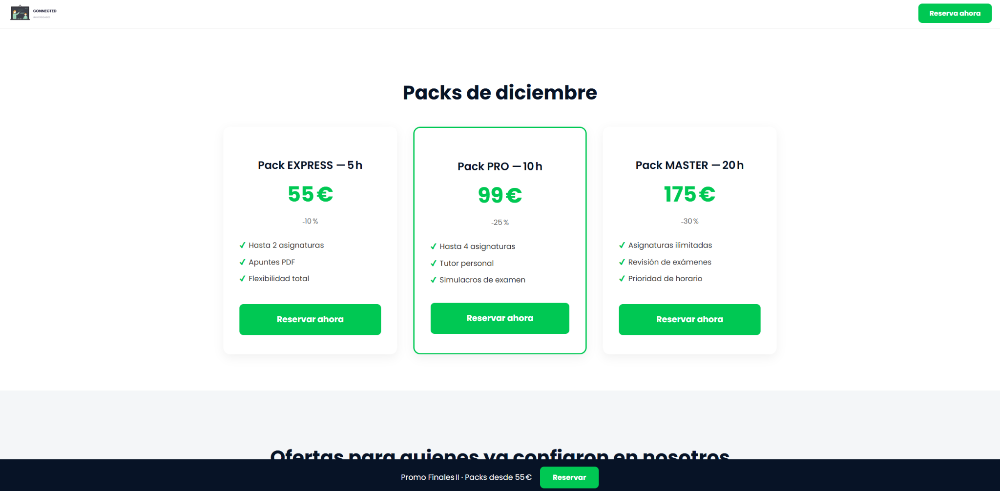 CONNECTED
UNIVERSIDADES
Reserva ahora
Packs de diciembre
Pack EXPRESS — 5 h
55 €
-10 %
✓ Hasta 2 asignaturas
✓ Apuntes PDF
✓ Flexibilidad total
Reservar ahora
Pack PRO — 10 h
99 €
-25 %
✓ Hasta 4 asignaturas
✓ Tutor personal
✓ Simulacros de examen
Reservar ahora
Pack MASTER — 20 h
175 €
-30 %
✓ Asignaturas ilimitadas
✓ Revisión de exámenes
✓ Prioridad de horario
Reservar ahora
Ofertas para quienes ya confiaron en nosotros
Promo Finales II · Packs desde 55 €
Reservar